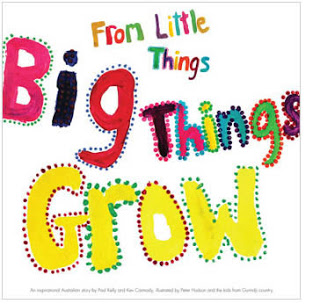 From Little
Things
Big Things
Grow
An inspirational illustration story by Paul Kelly and Kev Carmody, illustrated by Peter Hudson and the kids from Gurindji country.